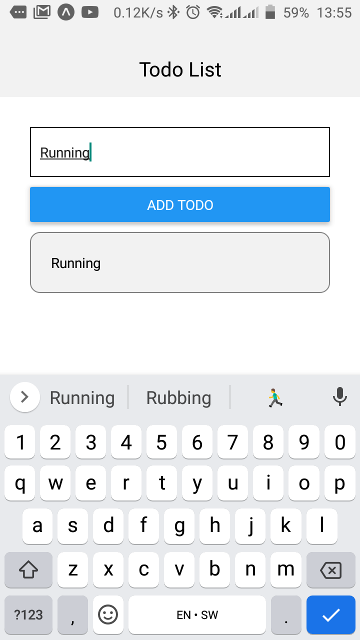 0.12K/s 59% 13:55
Todo List
Running
ADD TODO
Running
Running Rubbing
1 2 3 4 5 6 7 8 9 0
q w e r t y u i o p
a s d f g h j k l
z x c v b n m
?123 , EN • SW .